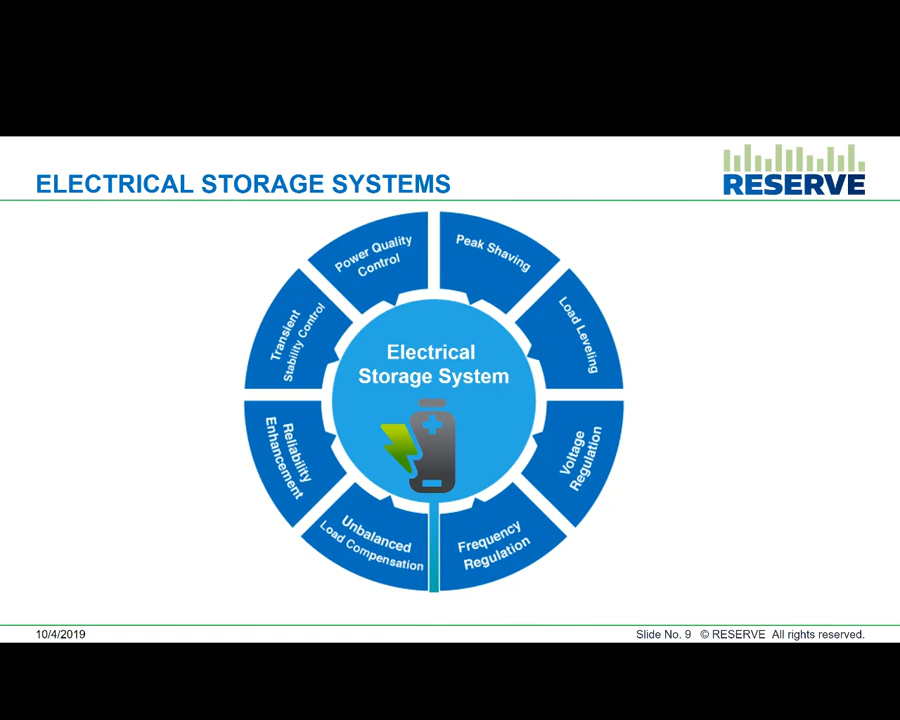 RESERVE
ELECTRICAL STORAGE SYSTEMS
Power Quality
Control
Peak Shaving
Load Leveling
Voltage
Regulation
Frequency
Regulation
Unbalanced
Load Compensation
Reliability
Enhancement
Transient
Stability Control
Electrical
Storage System
10/4/2019
Slide No. 9 © RESERVE All rights reserved.